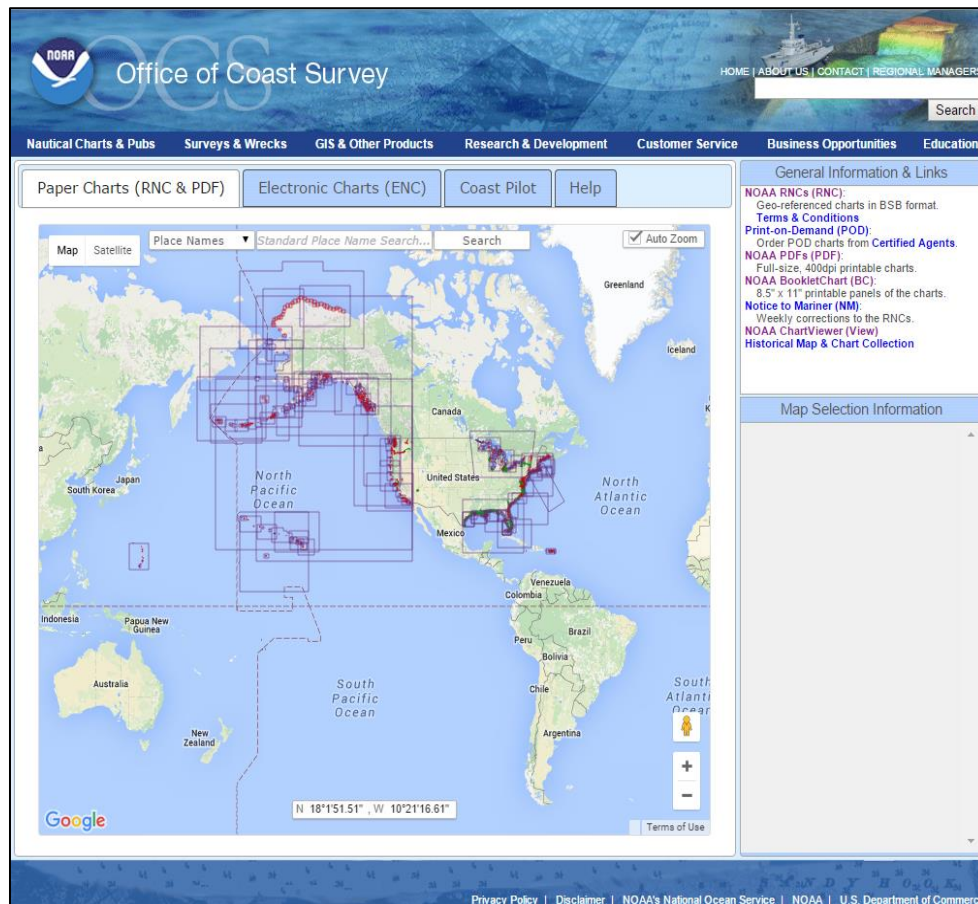 NOAA
OCS
Office of Coast Survey
HOME | ABOUT US | CONTACT | REGIONAL MANAGERS
Search
Nautical Charts & Pubs Surveys & Wrecks GIS & Other Products Research & Development Customer Service Business Opportunities Education
Paper Charts (RNC & PDF) Electronic Charts (ENC) Coast Pilot Help
Map Satellite Place Names Standard Place Name Search... Search Auto Zoom
Greenland
Iceland
Canada
United States
North
Pacific
Ocean
North
Atlantic
Ocean
Japan
South Korea
Mexico
Venezuela
Colombia
Indonesia
Papua New
Guinea
Peru
Brazil
Bolivia
Australia
Chile
South
Pacific
Ocean
South
Atlanti
Ocean
New
Zealand
Argentina
N 18°1'51.51" , W 10°21'16.61"
Google
Terms of Use
General Information & Links
NOAA RNCs (RNC):
Geo-referenced charts in BSB format.
Terms & Conditions
Print-on-Demand (POD):
Order POD charts from Certified Agents.
NOAA PDFs (PDF):
Full-size, 400dpi printable charts.
NOAA BookletChart (BC):
8.5" x 11" printable panels of the charts.
Notice to Mariner (NM):
Weekly corrections to the RNCs.
NOAA ChartViewer (View)
Historical Map & Chart Collection
Map Selection Information
Privacy Policy | Disclaimer | NOAA's National Ocean Service | NOAA | U.S. Department of Commerc